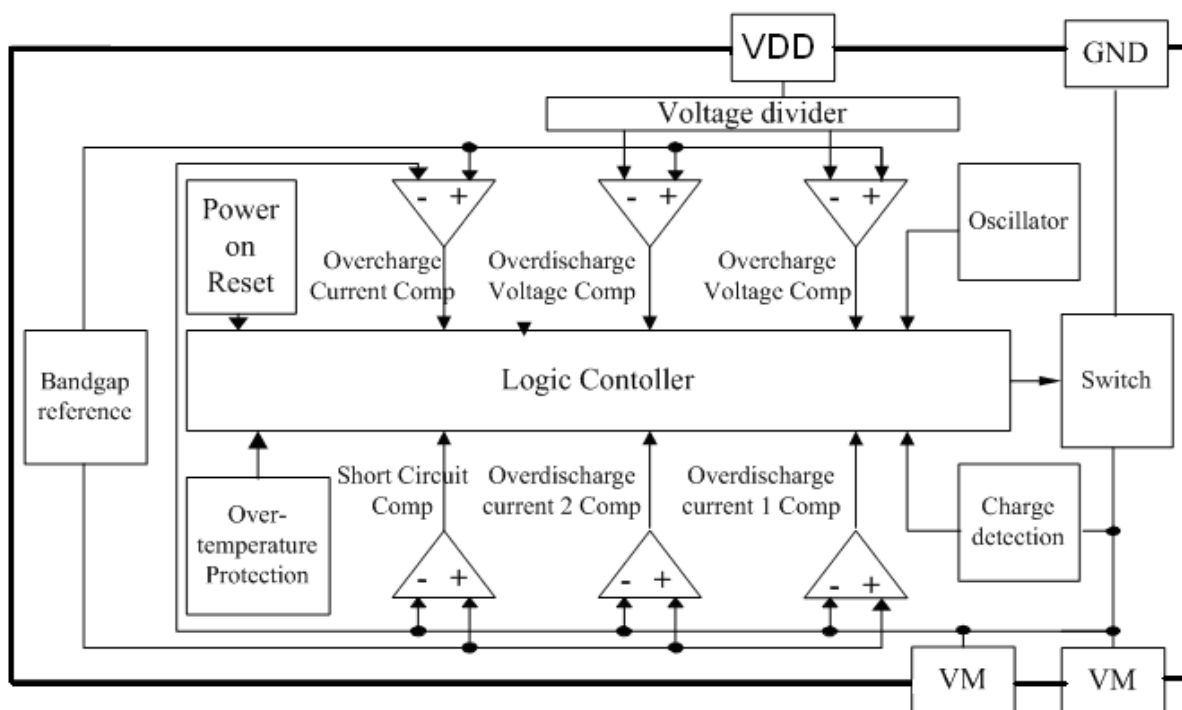 VDD
GND
Voltage divider
- +
- +
- +
Power
on
Reset
Oscillator
Overcharge
Current Comp
Overdischarge
Voltage Comp
Overcharge
Voltage Comp
Bandgap
reference
Logic Contoller
Switch
Short Circuit
Comp
Overdischarge
current 2 Comp
Overdischarge
current 1 Comp
Over-
temperature
Protection
Charge
detection
- +
- +
- +
VM
VM